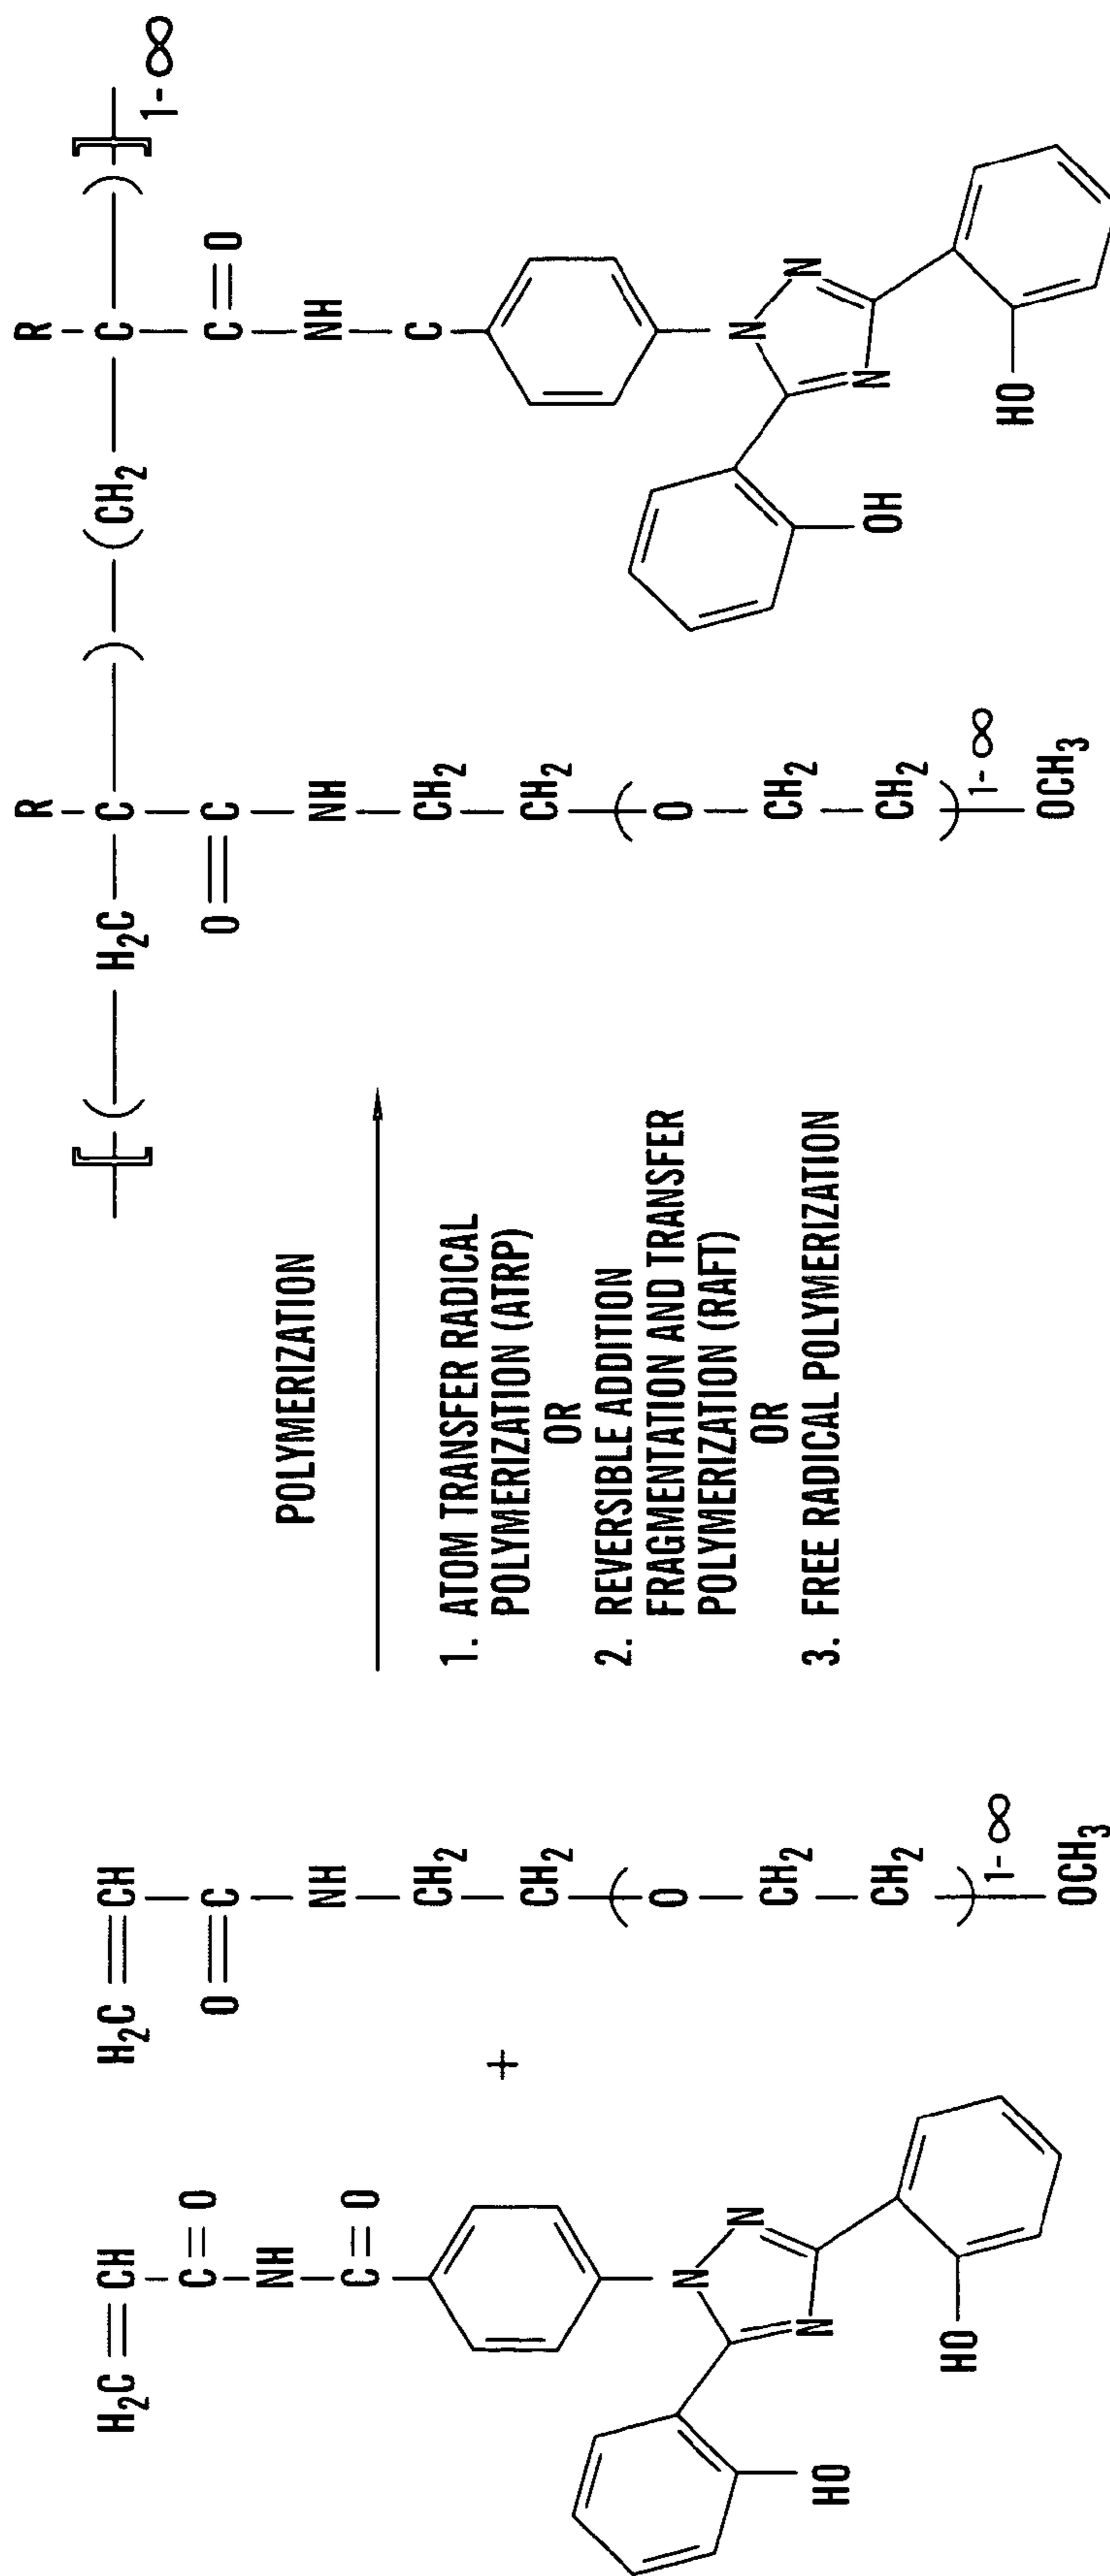 H2C=CH
C=O
NH
C=O
N
N
N
HO
HO
+
H2C=CH
O=C
NH
CH2
CH2
(O
CH2
CH2)1-∞
OCH3
POLYMERIZATION
1. ATOM TRANSFER RADICAL
POLYMERIZATION (ATRP)
OR
2. REVERSIBLE ADDITION
FRAGMENTATION AND TRANSFER
POLYMERIZATION (RAFT)
OR
3. FREE RADICAL POLYMERIZATION
R R
[( H2C—C )—( CH2—C )]1-∞
O=C
NH
CH2
CH2
(O
CH2
CH2)1-∞
OCH3
C=O
NH
C
N
N
N
OH
HO